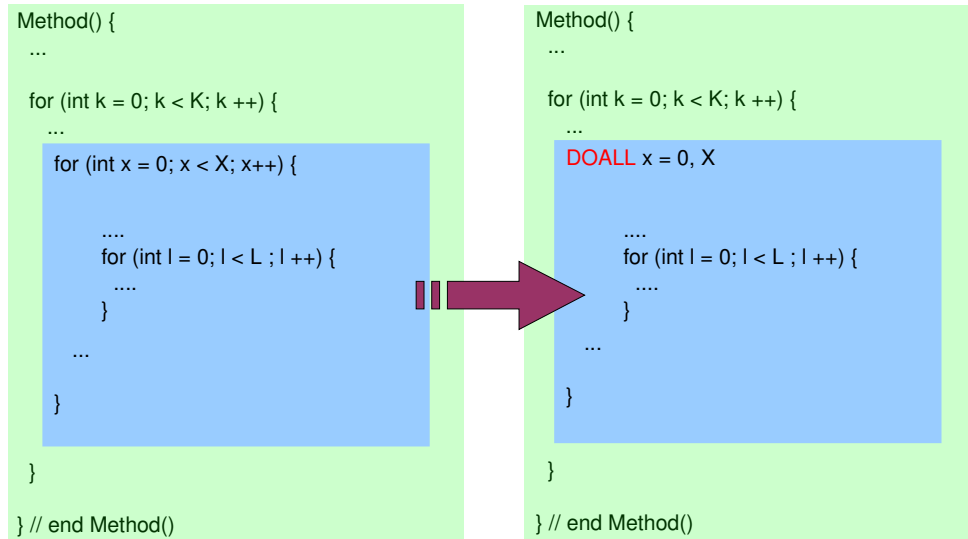 Method() {
...
for (int k = 0; k < K; k ++) {
...
for (int x = 0; x < X; x++) {
....
for (int l = 0; l < L ; l ++) {
....
}
...
}
}
} // end Method()
Method() {
...
for (int k = 0; k < K; k ++) {
...
DOALL x = 0, X
....
for (int l = 0; l < L ; l ++) {
....
}
...
}
}
} // end Method()